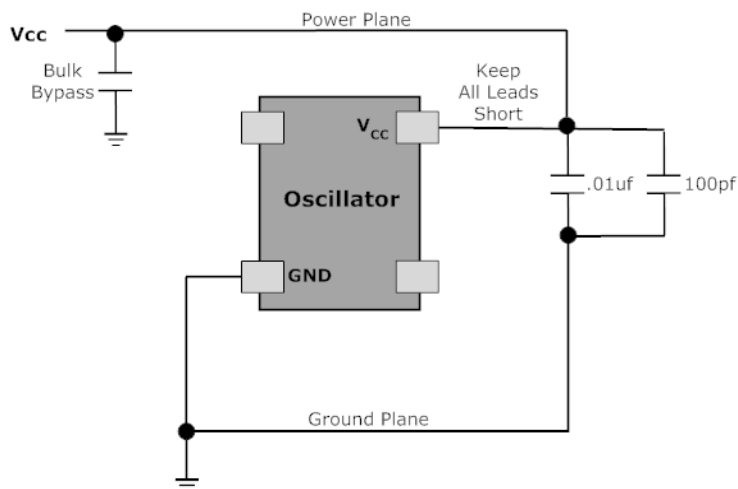 Power Plane
Vcc
Bulk
Bypass
Keep
All Leads
Short
VCC
.01uf
100pf
Oscillator
GND
Ground Plane